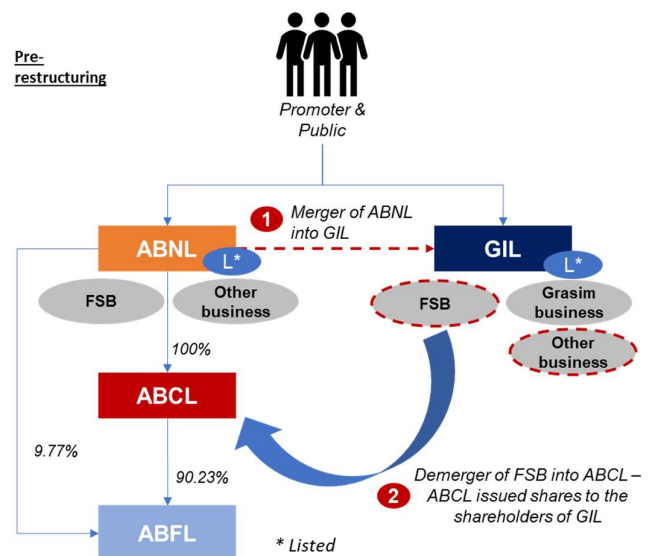 Pre-
restructuring
Promoter &
Public
1 Merger of ABNL
into GIL
ABNL
L*
GIL
L*
FSB
Other
business
FSB
Grasim
business
Other
business
100%
ABCL
9.77%
90.23%
2 Demerger of FSB into ABCL –
ABCL issued shares to the
shareholders of GIL
ABFL
* Listed